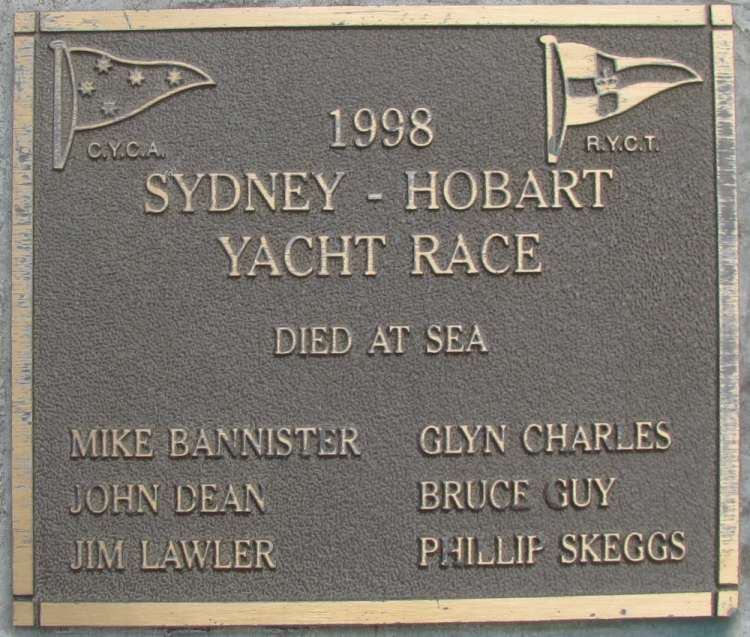 C.Y.C.A.
R.Y.C.T.
1998
SYDNEY - HOBART
YACHT RACE
DIED AT SEA
MIKE BANNISTER
JOHN DEAN
JIM LAWLER
GLYN CHARLES
BRUCE GUY
PHILLIP SKEGGS